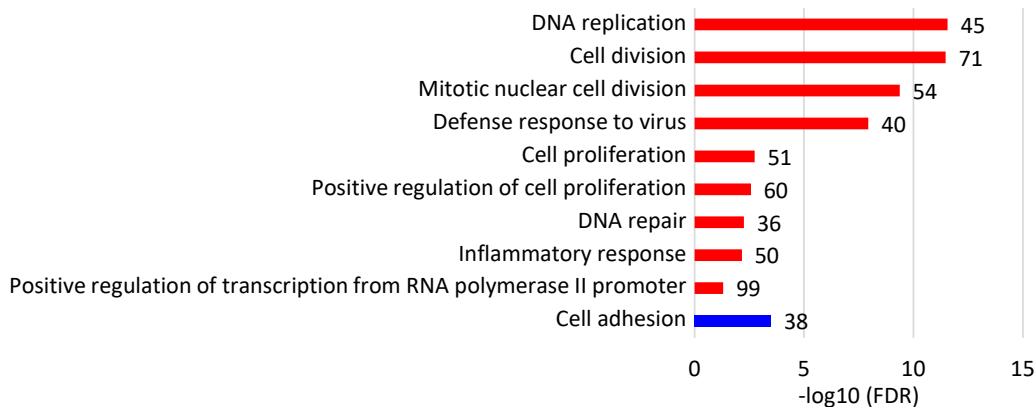 DNA replication 45
Cell division 71
Mitotic nuclear cell division 54
Defense response to virus 40
Cell proliferation 51
Positive regulation of cell proliferation 60
DNA repair 36
Inflammatory response 50
Positive regulation of transcription from RNA polymerase II promoter 99
Cell adhesion 38
0 5 10 15
-log10 (FDR)